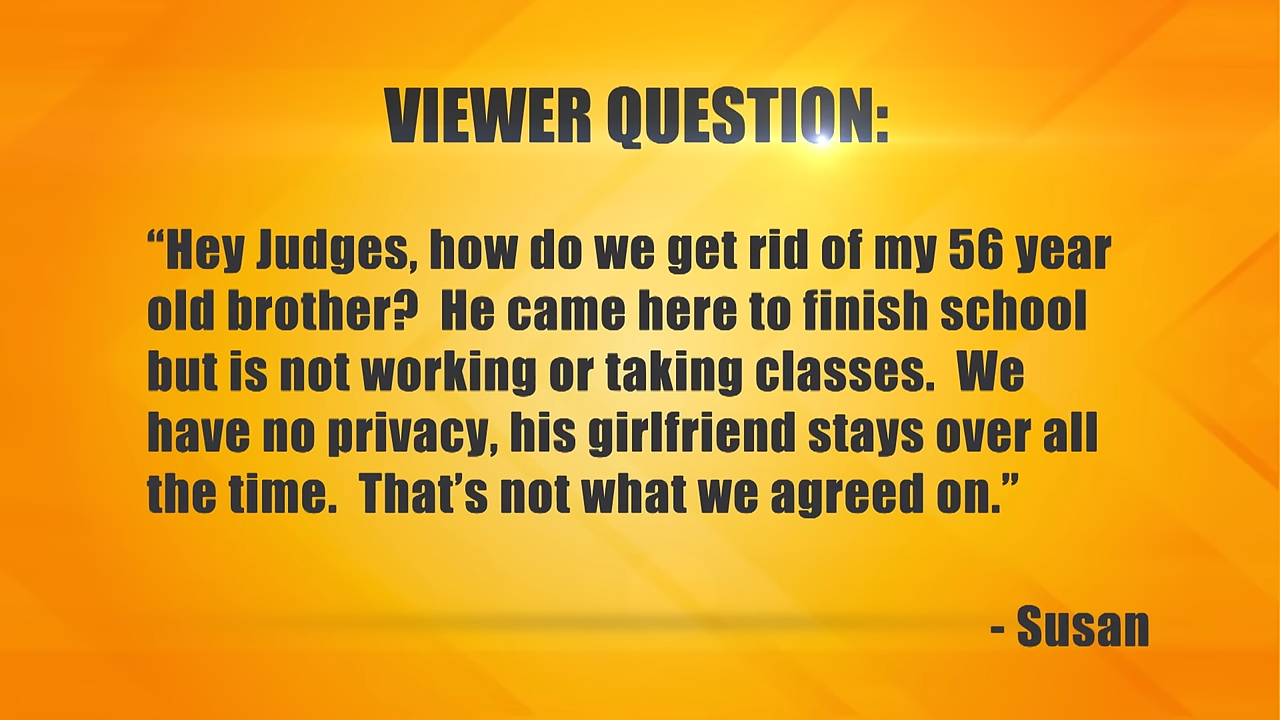 VIEWER QUESTION:
“Hey Judges, how do we get rid of my 56 year
old brother?  He came here to finish school
but is not working or taking classes.  We
have no privacy, his girlfriend stays over all
the time.  That’s not what we agreed on.”
- Susan